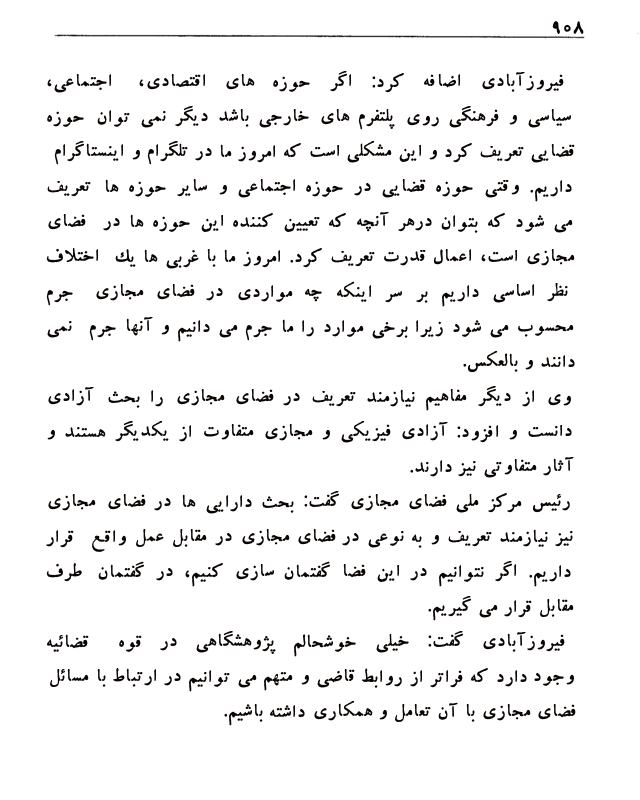 ۹۰۸
فیروزآبادی اضافه کرد: اگر حوزه های اقتصادی، اجتماعی،
سیاسی و فرهنگی روی پلتفرم های خارجی باشد دیگر نمی توان حوزه
قضایی تعریف کرد و این مشکلی است که امروز ما در تلگرام و اینستاگرام
داریم. وقتی حوزه قضایی در حوزه اجتماعی و سایر حوزه ها تعریف
می شود که بتوان درهر آنچه که تعیین کننده این حوزه ها در فضای
مجازی است، اعمال قدرت تعریف کرد. امروز ما با غربی ها یك اختلاف
نظر اساسی داریم بر سر اینکه چه مواردی در فضای مجازی جرم
محسوب می شود زیرا برخی موارد را ما جرم می دانیم و آنها جرم نمی
دانند و بالعکس.
وی از دیگر مفاهیم نیازمند تعریف در فضای مجازی را بحث آزادی
دانست و افزود: آزادی فیزیکی و مجازی متفاوت از یکدیگر هستند و
آثار متفاوتی نیز دارند.
رئیس مرکز ملی فضای مجازی گفت: بحث دارایی ها در فضای مجازی
نیز نیازمند تعریف و به نوعی در فضای مجازی در مقابل عمل واقع قرار
داریم. اگر نتوانیم در این فضا گفتمان سازی کنیم، در گفتمان طرف
مقابل قرار می گیریم.
فیروزآبادی گفت: خیلی خوشحالم پژوهشگاهی در قوه قضائیه
وجود دارد که فراتر از روابط قاضی و متهم می توانیم در ارتباط با مسائل
فضای مجازی با آن تعامل و همکاری داشته باشیم.